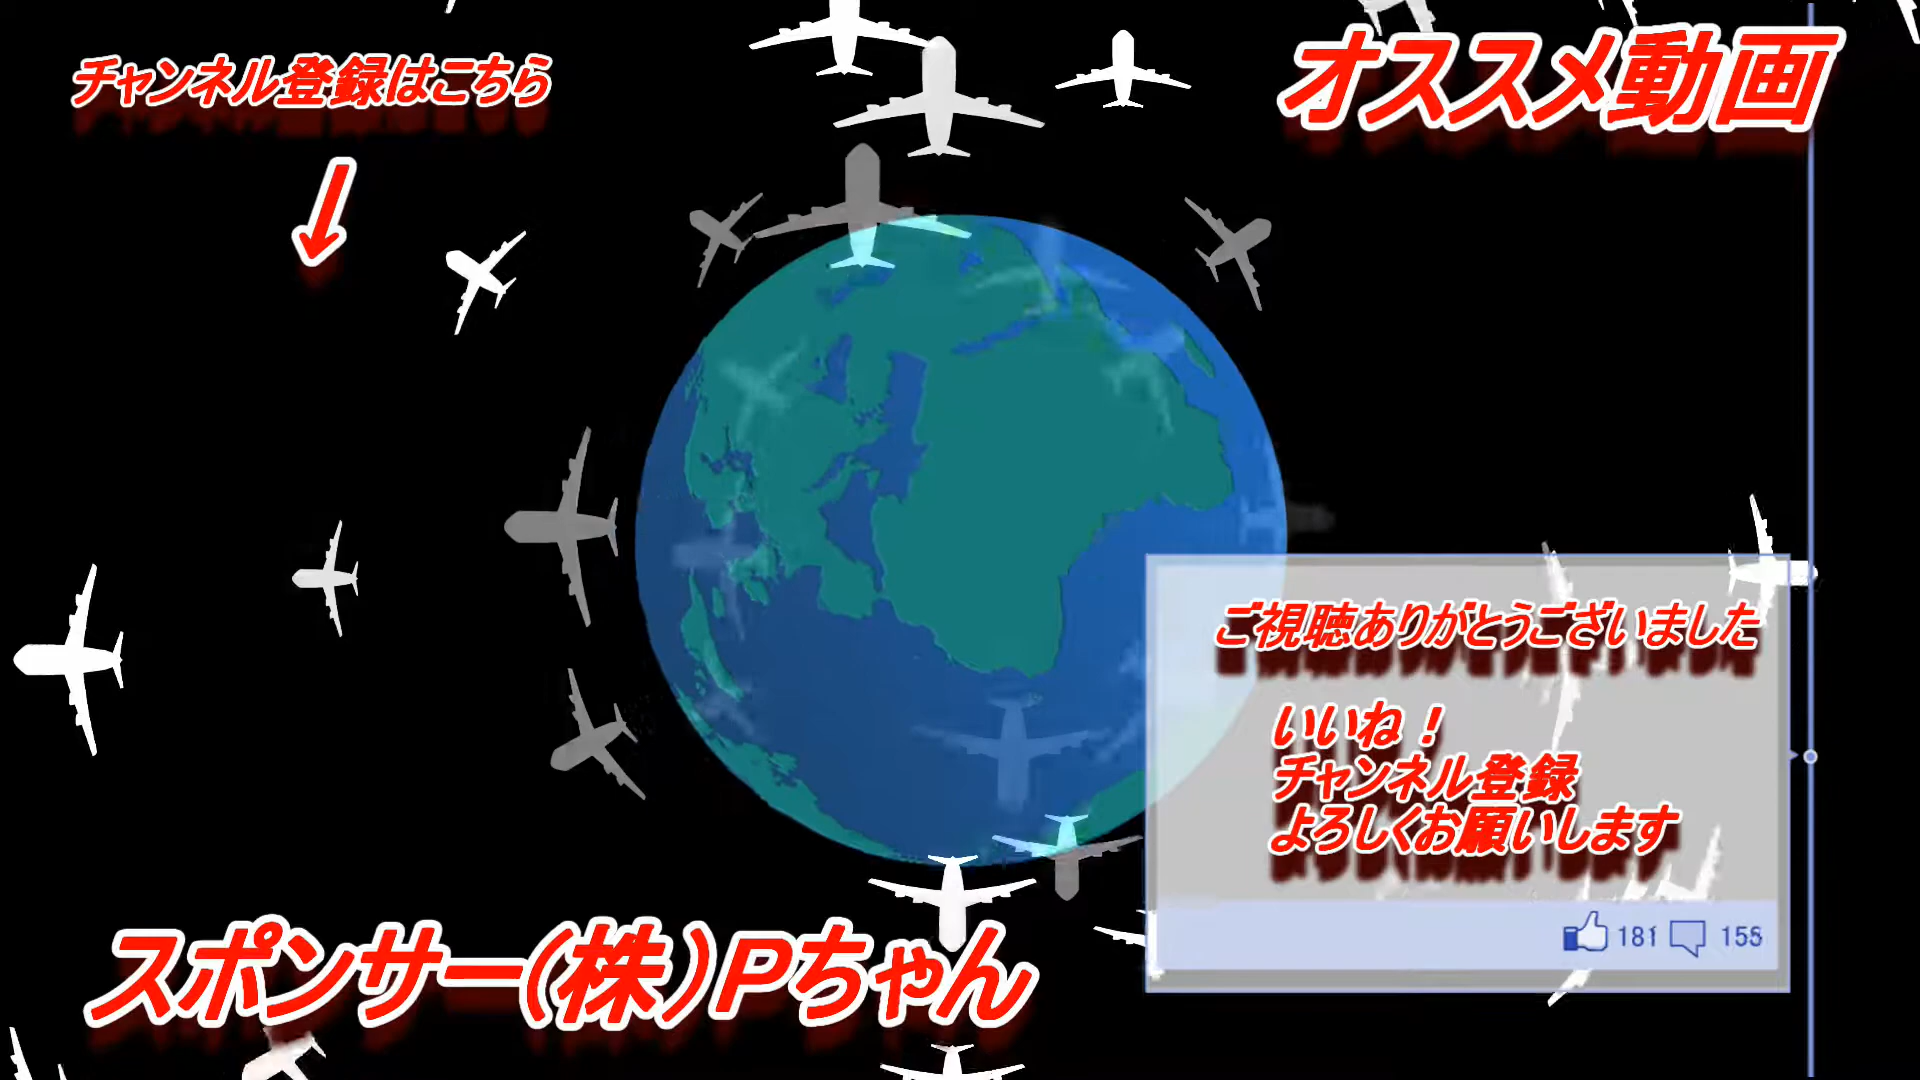 チャンネル登録はこちら
オススメ動画
ご視聴ありがとうございました
いいね！
チャンネル登録
よろしくお願いします
181
スポンサー(株)Pちゃん